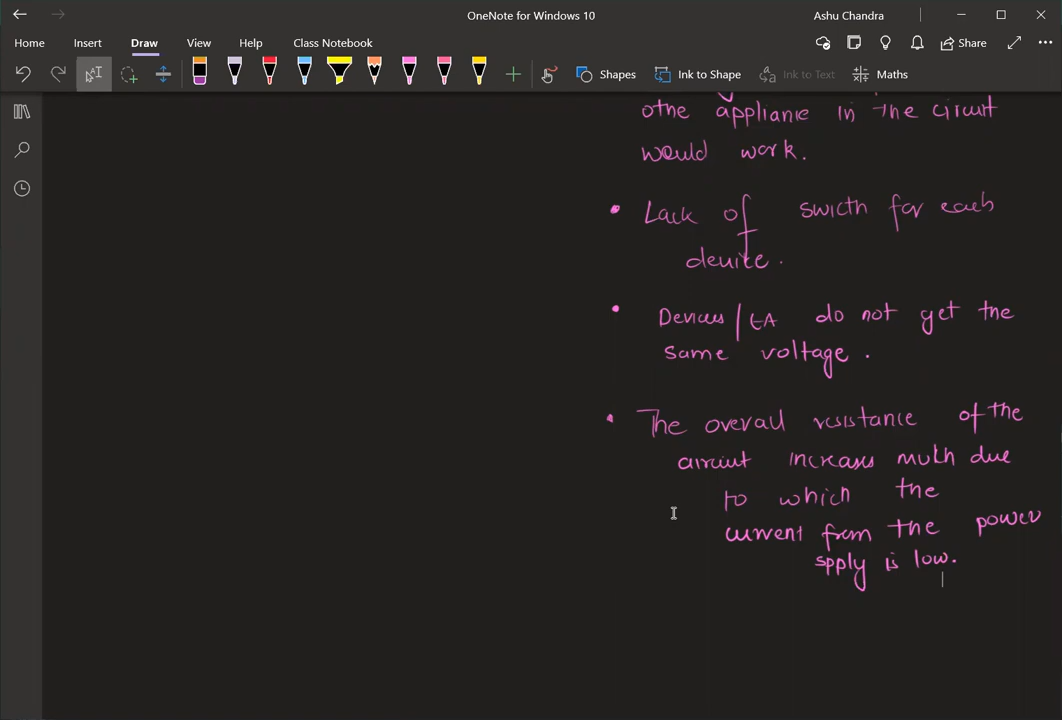 OneNote for Windows 10
Ashu Chandra
Home Insert Draw View Help Class Notebook
Share
Shapes
Ink to Shape
Ink to Text
Maths
othe appliance in the circuit
would work.
• Lack of swicth for each
device.
• Devices/EA do not get the
same voltage.
• The overall resistance of the
circuit increases much due
to which the
current from the power
spply is low.